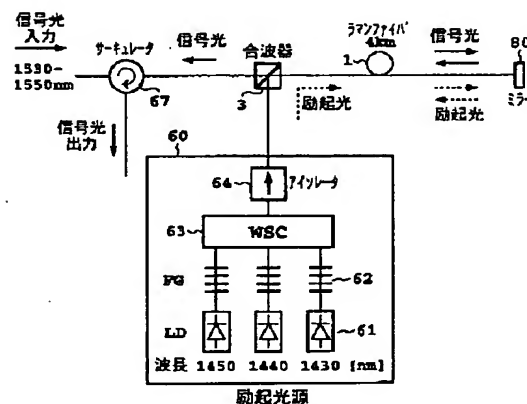 信号光
入力
1530-
1550nm
サーキュレータ
67
信号光
合波器
3
ラマンファイバ
4km
1
信号光
80
ミラー
励起光
励起光
信号光
出力
60
64
アイソレータ
63
WSC
FG
62
LD
61
波長 1450 1440 1430 [nm]
励起光源